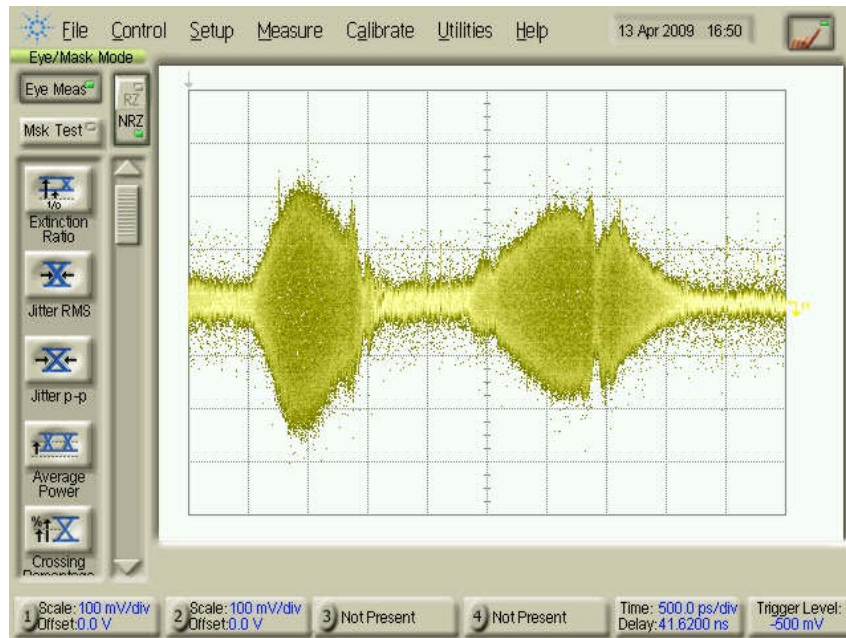 File Control Setup Measure Calibrate Utilities Help 13 Apr 2009 16:50
Eye/Mask Mode
Eye Meas
RZ
Msk Test
NRZ
1/0
Extinction
Ratio
Jitter RMS
Jitter p-p
Average
Power
%
Crossing
Percentage
1 Scale: 100 mV/div
Offset:0.0 V
2 Scale: 100 mV/div
Offset:0.0 V
3 Not Present
4 Not Present
Time: 500.0 ps/div
Delay:41.6200 ns
Trigger Level:
-500 mV